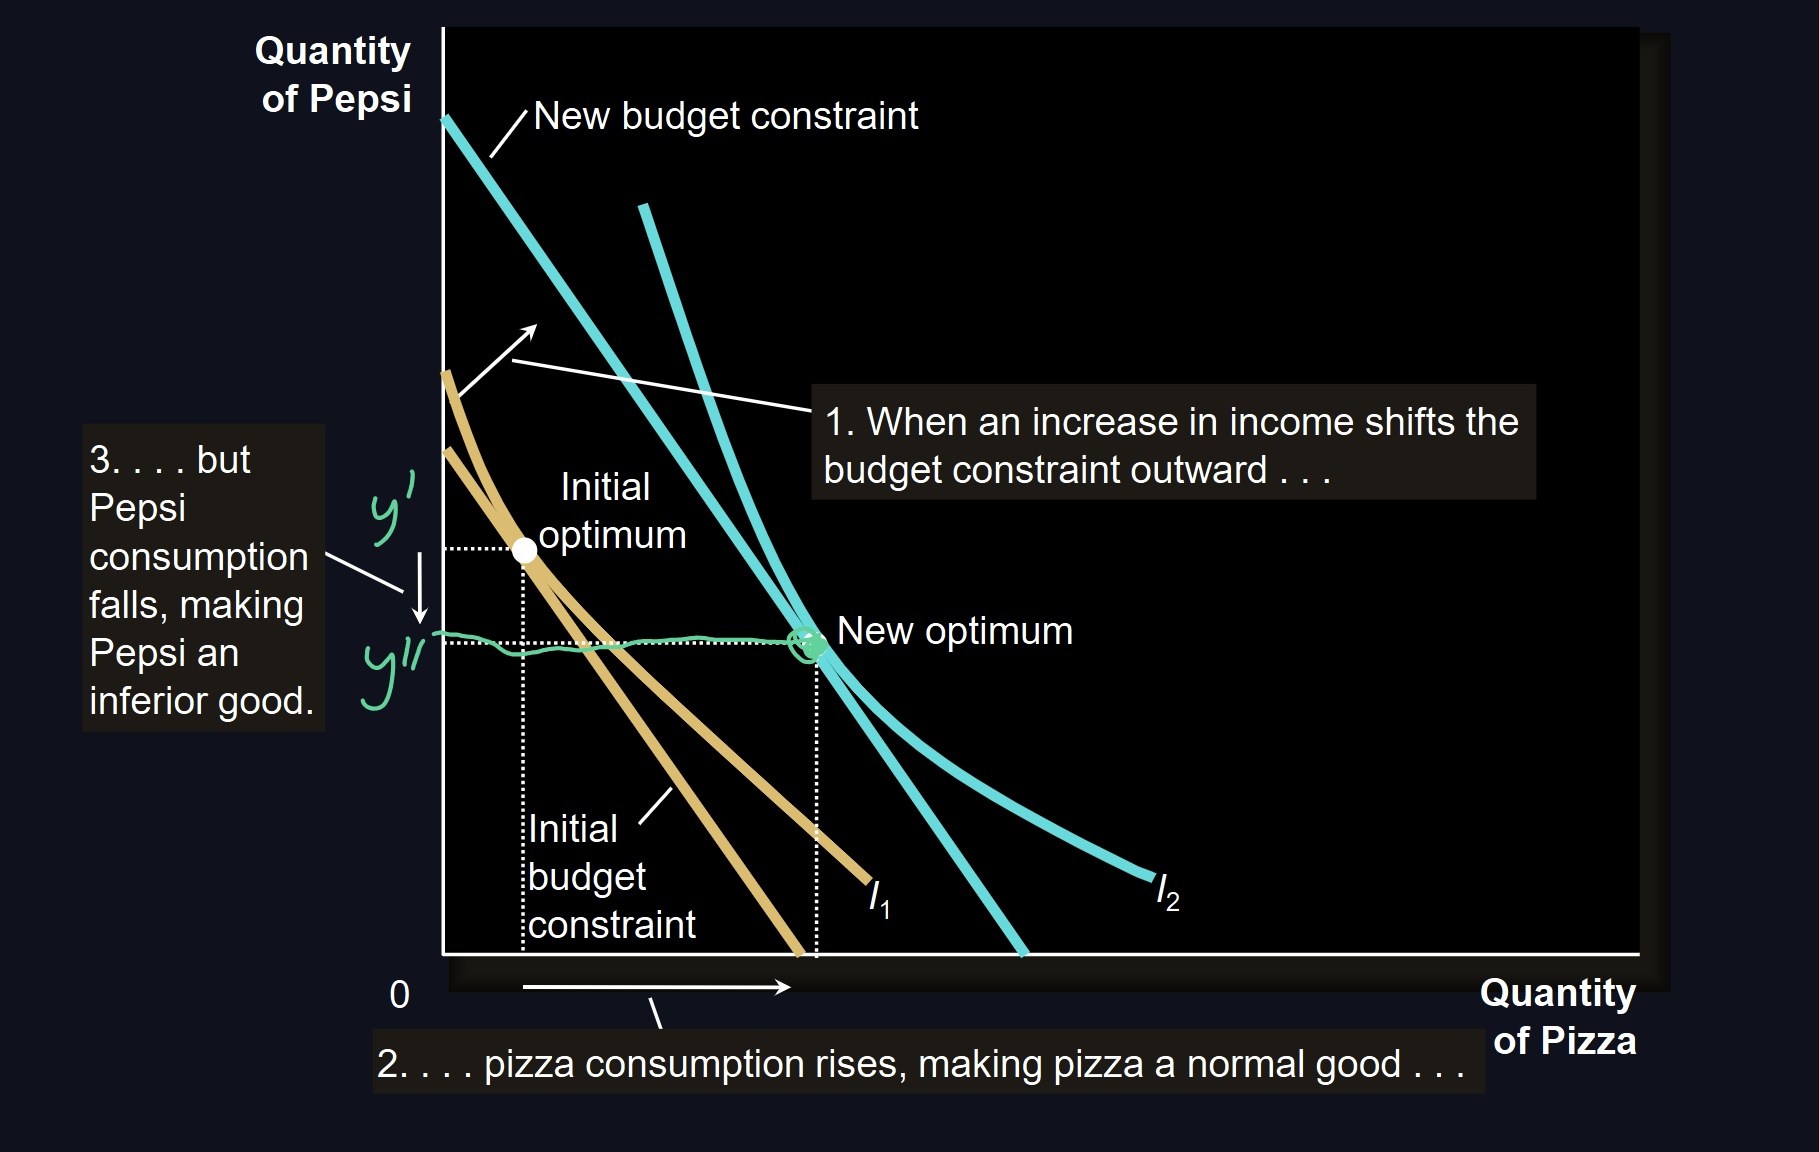 Quantity
of Pepsi
New budget constraint
1. When an increase in income shifts the
budget constraint outward . . .
3. . . . but
Pepsi
consumption
falls, making
Pepsi an
inferior good.
y'
y''
Initial
optimum
New optimum
Initial
budget
constraint
I1
I2
0
Quantity
of Pizza
2. . . . pizza consumption rises, making pizza a normal good . . .